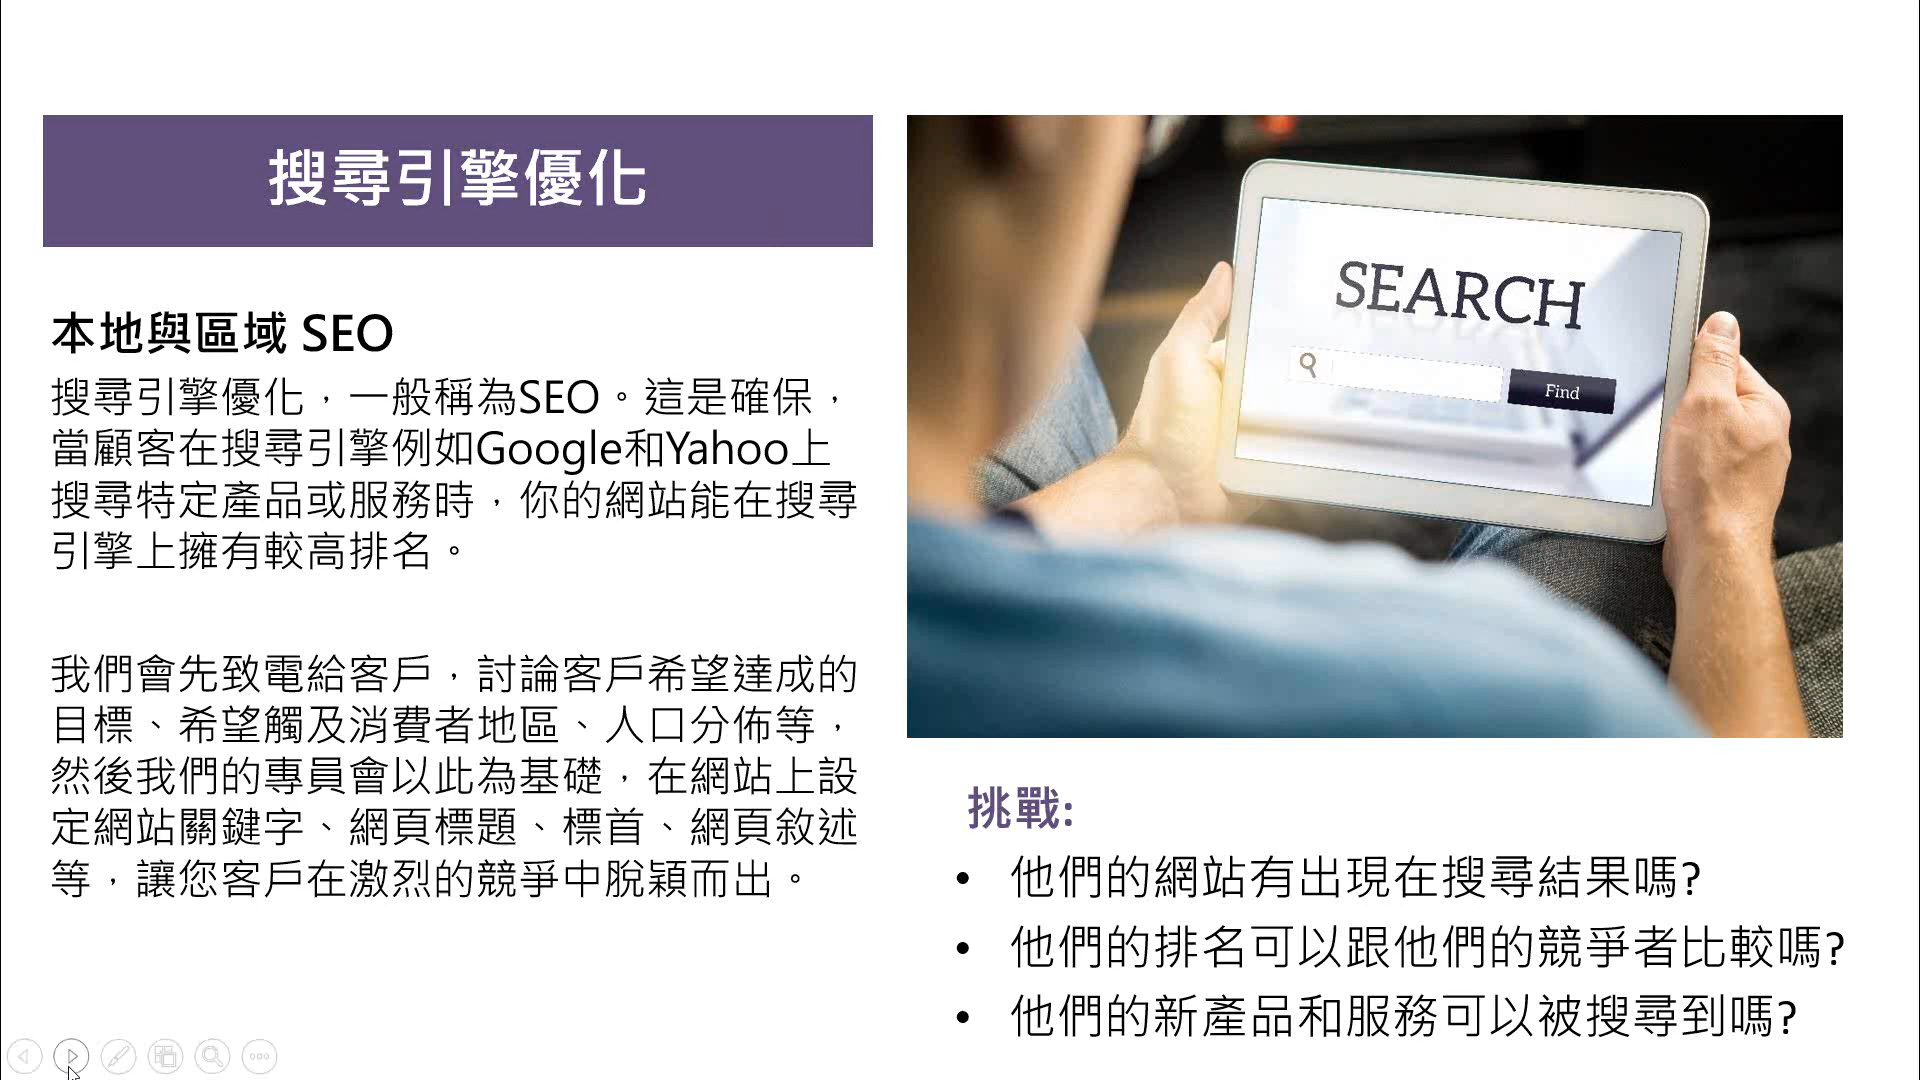 搜尋引擎優化
本地與區域 SEO
搜尋引擎優化，一般稱為SEO。這是確保，
當顧客在搜尋引擎例如Google和Yahoo上
搜尋特定產品或服務時，你的網站能在搜尋
引擎上擁有較高排名。
我們會先致電給客戶，討論客戶希望達成的
目標、希望觸及消費者地區、人口分佈等，
然後我們的專員會以此為基礎，在網站上設
定網站關鍵字、網頁標題、標首、網頁敘述
等，讓您客戶在激烈的競爭中脫穎而出。
SEARCH
Find
挑戰:
• 他們的網站有出現在搜尋結果嗎?
• 他們的排名可以跟他們的競爭者比較嗎?
• 他們的新產品和服務可以被搜尋到嗎?